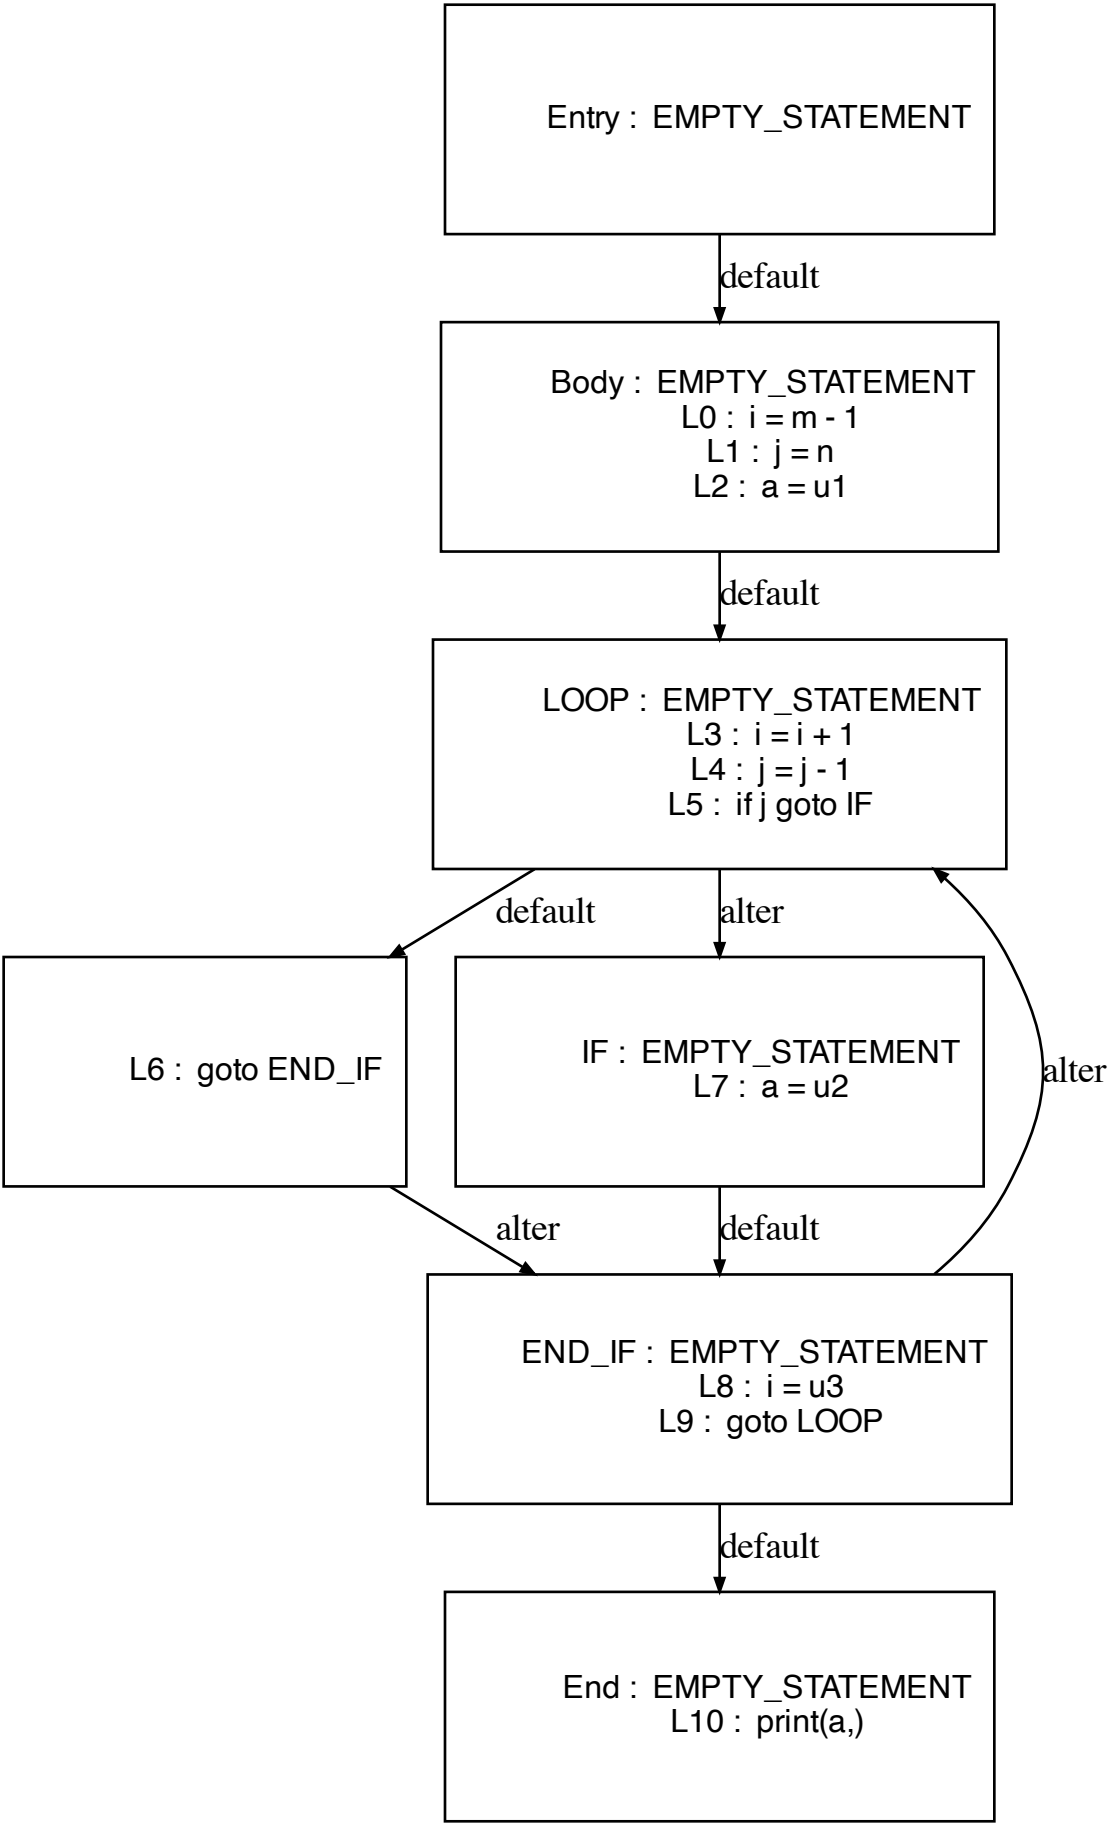 Entry : EMPTY_STATEMENT
default
Body : EMPTY_STATEMENT
L0 : i = m - 1
L1 : j = n
L2 : a = u1
default
LOOP : EMPTY_STATEMENT
L3 : i = i + 1
L4 : j = j - 1
L5 : if j goto IF
default
alter
L6 : goto END_IF
IF : EMPTY_STATEMENT
L7 : a = u2
alter
alter
default
END_IF : EMPTY_STATEMENT
L8 : i = u3
L9 : goto LOOP
default
End : EMPTY_STATEMENT
L10 : print(a,)